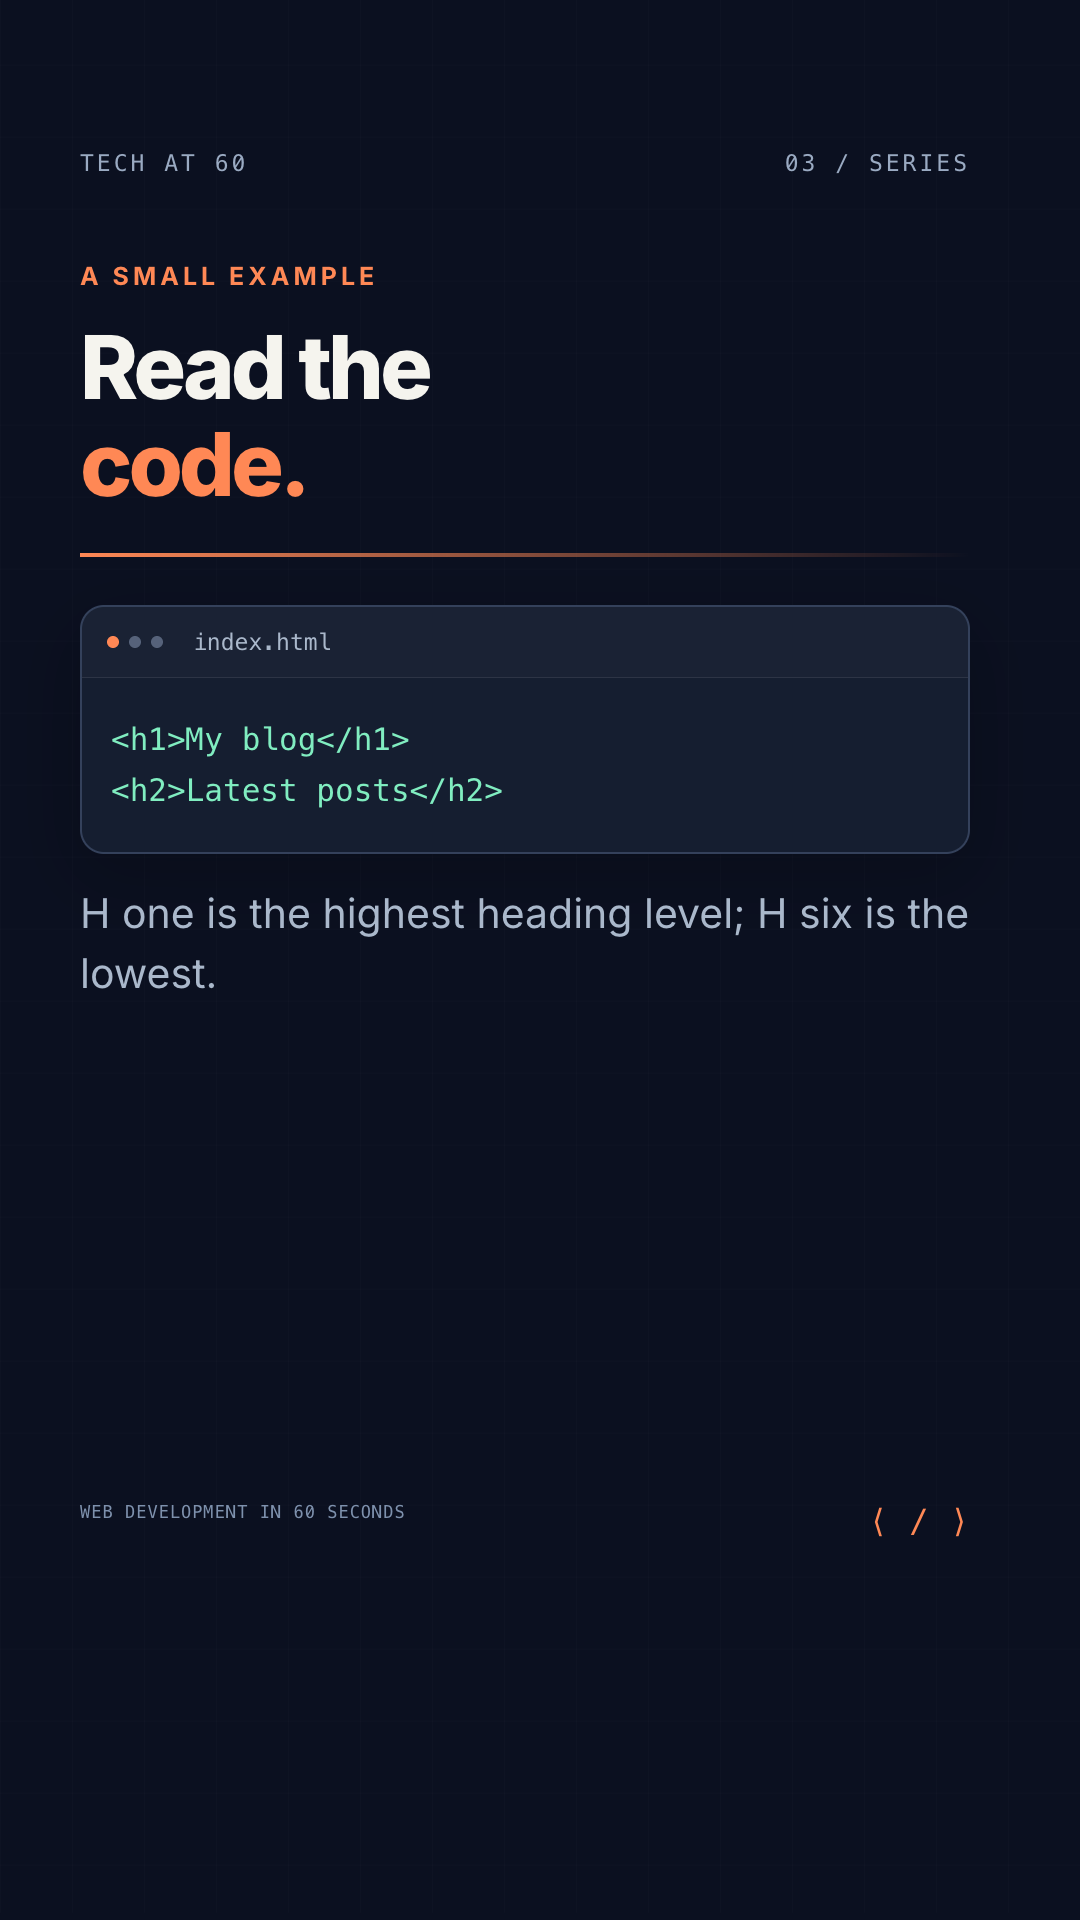 TECH AT 60
03 / SERIES
A SMALL EXAMPLE
Read the
code.
index.html
<h1>My blog</h1>
<h2>Latest posts</h2>
H one is the highest heading level; H six is the
lowest.
WEB DEVELOPMENT IN 60 SECONDS
⟨ / ⟩